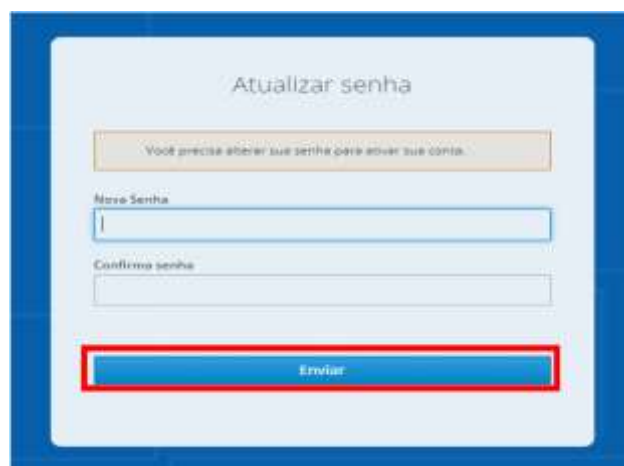 Atualizar senha
Você precisa alterar sua senha para ativar sua conta.
Nova Senha
Confirma senha
Enviar